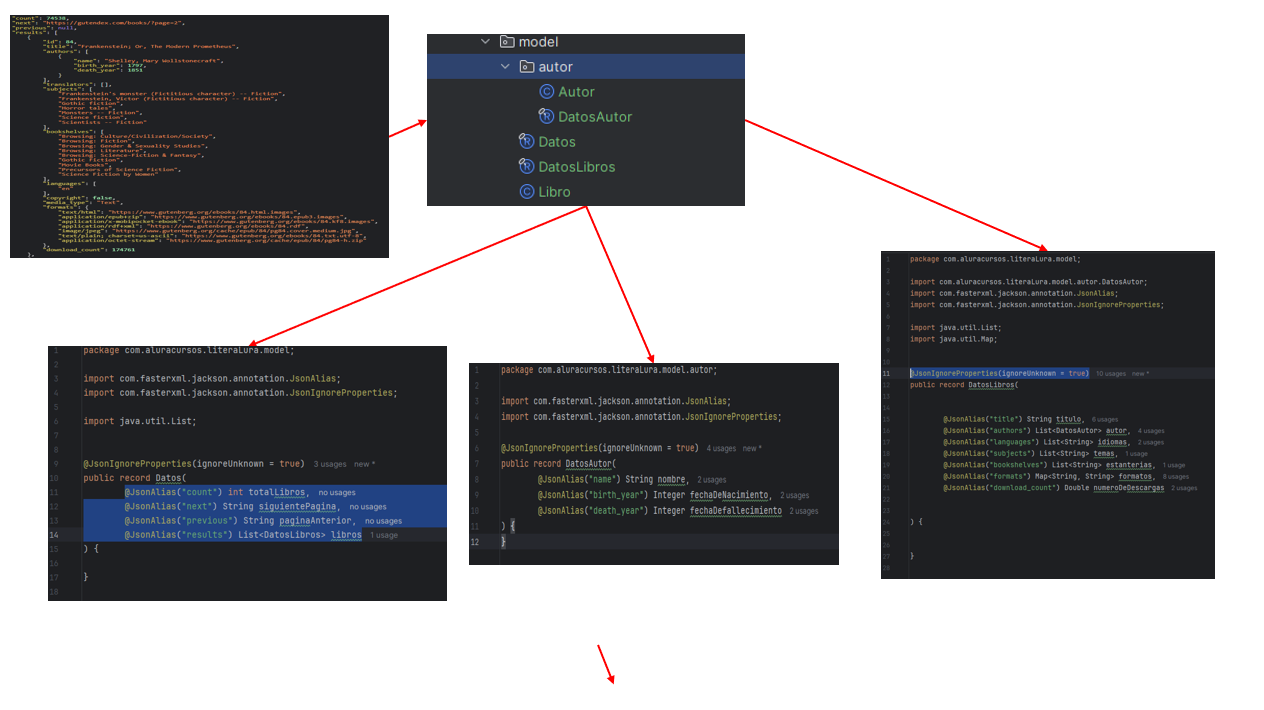 "count": 74538,
"next": "https://gutendex.com/books/?page=2",
"previous": null,
"results": [
{
"id": 84,
"title": "Frankenstein; Or, The Modern Prometheus",
"authors": [
{
"name": "Shelley, Mary Wollstonecraft",
"birth_year": 1797,
"death_year": 1851
}
],
"translators": [],
"subjects": [
"Frankenstein's monster (Fictitious character) -- Fiction",
"Frankenstein, Victor (Fictitious character) -- Fiction",
"Gothic fiction",
"Horror tales",
"Monsters -- Fiction",
"Science fiction",
"Scientists -- Fiction"
],
"bookshelves": [
"Browsing: Culture/Civilization/Society",
"Browsing: Fiction",
"Browsing: Gender & Sexuality Studies",
"Browsing: Literature",
"Browsing: Science-Fiction & Fantasy",
"Gothic Fiction",
"Movie Books",
"Precursors of Science Fiction",
"Science Fiction by Women"
],
"languages": [
"en"
],
"copyright": false,
"media_type": "Text",
"formats": {
"text/html": "https://www.gutenberg.org/ebooks/84.html.images",
"application/epub+zip": "https://www.gutenberg.org/ebooks/84.epub3.images",
"application/x-mobipocket-ebook": "https://www.gutenberg.org/ebooks/84.kf8.images",
"application/rdf+xml": "https://www.gutenberg.org/ebooks/84.rdf",
"image/jpeg": "https://www.gutenberg.org/cache/epub/84/pg84.cover.medium.jpg",
"text/plain; charset=us-ascii": "https://www.gutenberg.org/ebooks/84.txt.utf-8",
"application/octet-stream": "https://www.gutenberg.org/cache/epub/84/pg84-h.zip"
},
"download_count": 174761
},
model
autor
Autor
DatosAutor
Datos
DatosLibros
Libro
1 package com.aluracursos.literaLura.model;
2
3 import com.fasterxml.jackson.annotation.JsonAlias;
4 import com.fasterxml.jackson.annotation.JsonIgnoreProperties;
5
6 import java.util.List;
7
8
9 @JsonIgnoreProperties(ignoreUnknown = true) 3 usages new *
10 public record Datos(
11 @JsonAlias("count") int totalLibros, no usages
12 @JsonAlias("next") String siguientePagina, no usages
13 @JsonAlias("previous") String paginaAnterior, no usages
14 @JsonAlias("results") List<DatosLibros> libros 1 usage
15 ) {
16
17 }
18
1 package com.aluracursos.literaLura.model.autor;
2
3 import com.fasterxml.jackson.annotation.JsonAlias;
4 import com.fasterxml.jackson.annotation.JsonIgnoreProperties;
5
6 @JsonIgnoreProperties(ignoreUnknown = true) 4 usages new *
7 public record DatosAutor(
8 @JsonAlias("name") String nombre, 2 usages
9 @JsonAlias("birth_year") Integer fechaDeNacimiento, 2 usages
10 @JsonAlias("death_year") Integer fechaDefallecimiento 2 usages
11 ) {
12 }
1 package com.aluracursos.literaLura.model;
2
3 import com.aluracursos.literaLura.model.autor.DatosAutor;
4 import com.fasterxml.jackson.annotation.JsonAlias;
5 import com.fasterxml.jackson.annotation.JsonIgnoreProperties;
6
7 import java.util.List;
8 import java.util.Map;
9
10
11 @JsonIgnoreProperties(ignoreUnknown = true) 10 usages new *
12 public record DatosLibros(
13
14
15 @JsonAlias("title") String titulo, 6 usages
16 @JsonAlias("authors") List<DatosAutor> autor, 4 usages
17 @JsonAlias("languages") List<String> idiomas, 2 usages
18 @JsonAlias("subjects") List<String> temas, 1 usage
19 @JsonAlias("bookshelves") List<String> estanterias, 1 usage
20 @JsonAlias("formats") Map<String, String> formatos, 8 usages
21 @JsonAlias("download_count") Double numeroDeDescargas 2 usages
22
23
24 ) {
25
26
27 }
28